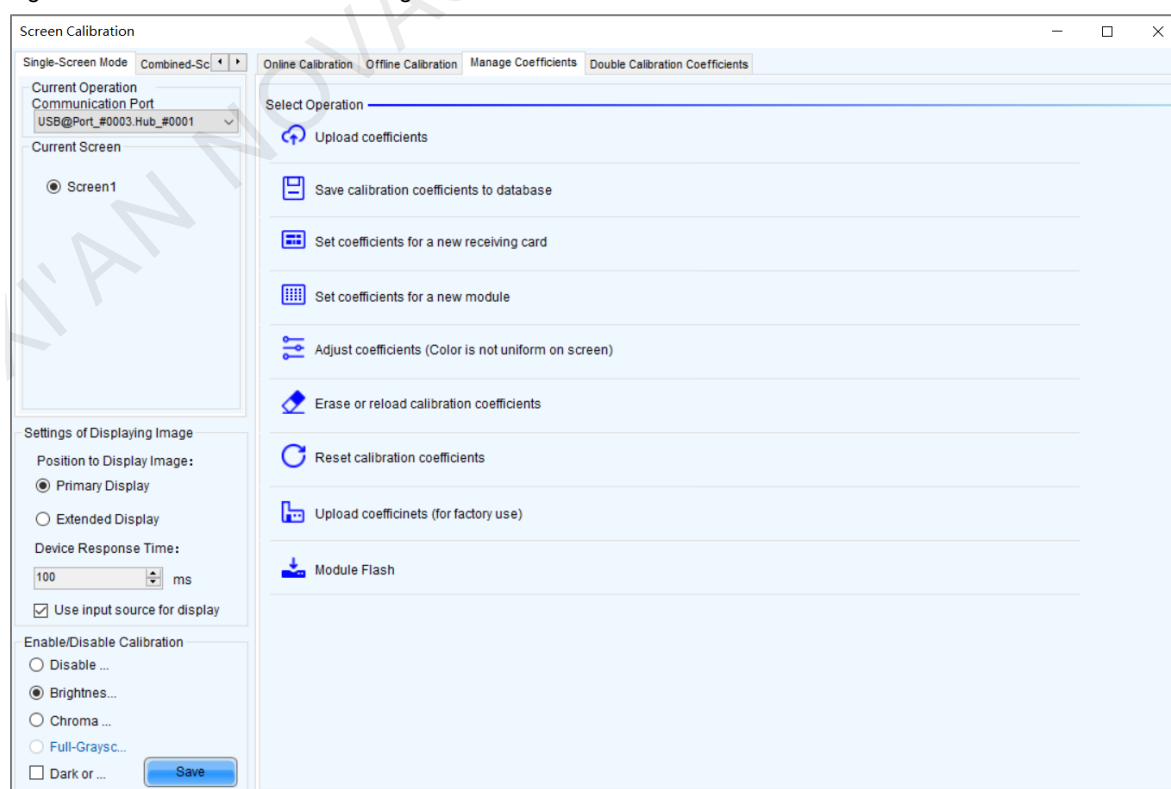 Screen Calibration
Single-Screen Mode Combined-Sc
Online Calibration Offline Calibration Manage Coefficients Double Calibration Coefficients
Current Operation
Communication Port
USB@Port_#0003.Hub_#0001
Current Screen
Screen1
Settings of Displaying Image
Position to Display Image:
Primary Display
Extended Display
Device Response Time:
100 ms
Use input source for display
Enable/Disable Calibration
Disable ...
Brightnes...
Chroma ...
Full-Graysc...
Dark or ...
Save
Select Operation
Upload coefficients
Save calibration coefficients to database
Set coefficients for a new receiving card
Set coefficients for a new module
Adjust coefficients (Color is not uniform on screen)
Erase or reload calibration coefficients
Reset calibration coefficients
Upload coefficinets (for factory use)
Module Flash
XI'AN NOVA